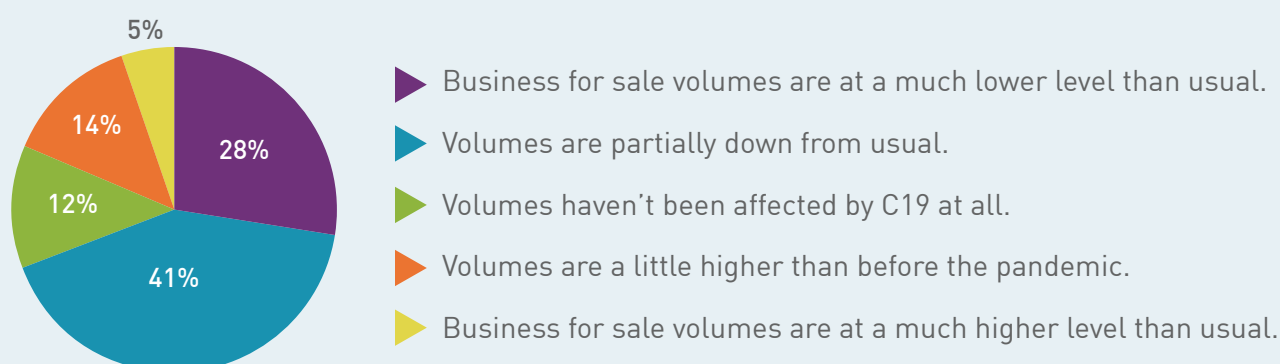 5%
14%
28%
12%
41%
Business for sale volumes are at a much lower level than usual.
Volumes are partially down from usual.
Volumes haven’t been affected by C19 at all.
Volumes are a little higher than before the pandemic.
Business for sale volumes are at a much higher level than usual.